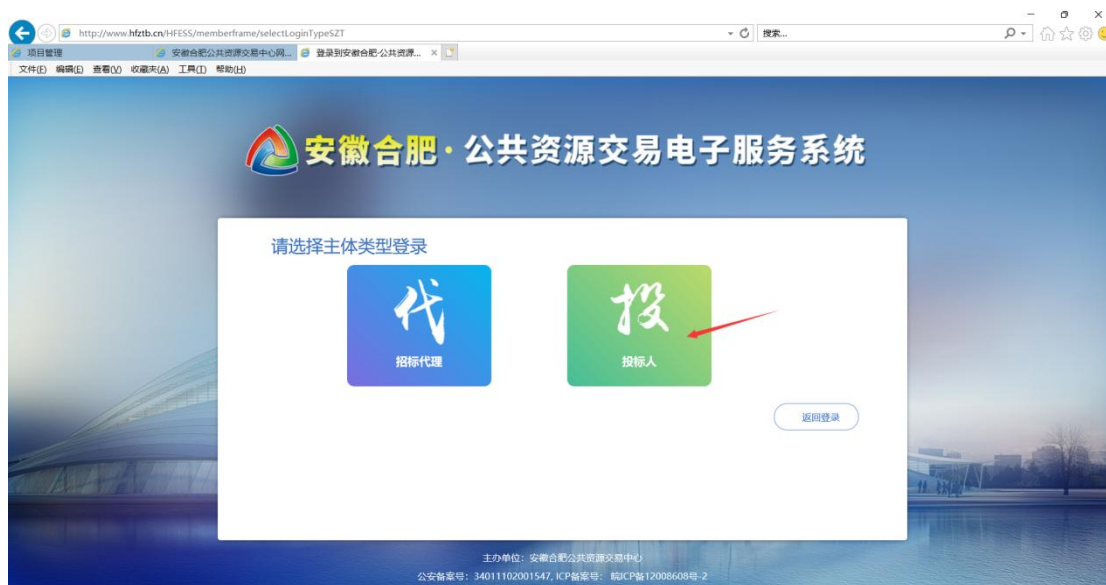 http://www.hfztb.cn/HFESS/memberframe/selectLoginTypeSZT
搜索...
项目管理
安徽合肥公共资源交易中心网...
登录到安徽合肥·公共资源...
文件(F) 编辑(E) 查看(V) 收藏夹(A) 工具(T) 帮助(H)
安徽合肥·公共资源交易电子服务系统
请选择主体类型登录
代
招标代理
投
投标人
返回登录
主办单位：安徽合肥公共资源交易中心
公安备案号：34011102001547, ICP备案号： 皖ICP备12008608号-2